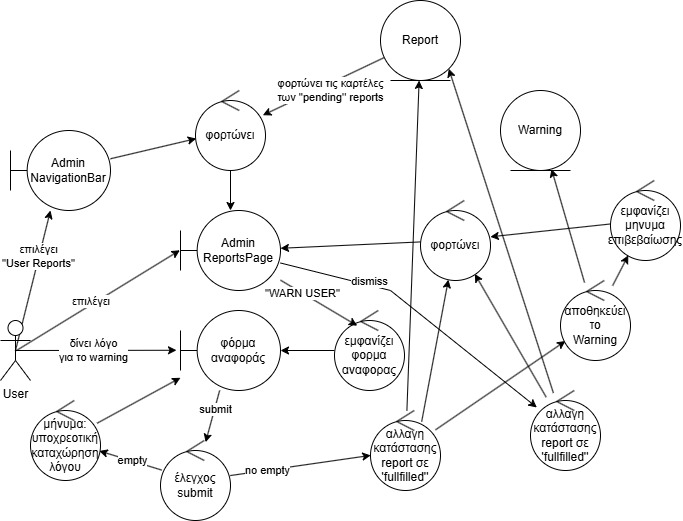 Report
φορτώνει τις καρτέλες
των "pending" reports
φορτώνει
Warning
Admin
NavigationBar
εμφανίζει
μηνυμα
επιβεβαίωσης
επιλέγει
"User Reports"
Admin
ReportsPage
φορτώνει
dismiss
"WARN USER"
επιλέγει
αποθηκεύει
το
Warning
δίνει λόγο
για το warning
φόρμα
αναφοράς
εμφανίζει
φορμα
αναφορας
User
submit
μήνυμα:
υποχρεοτική
καταχώρηση
λόγου
αλλαγη
κατάστασης
report σε
'fullfilled"
αλλαγη
κατάστασης
report σε
'fullfilled"
empty
no empty
έλεγχος
submit